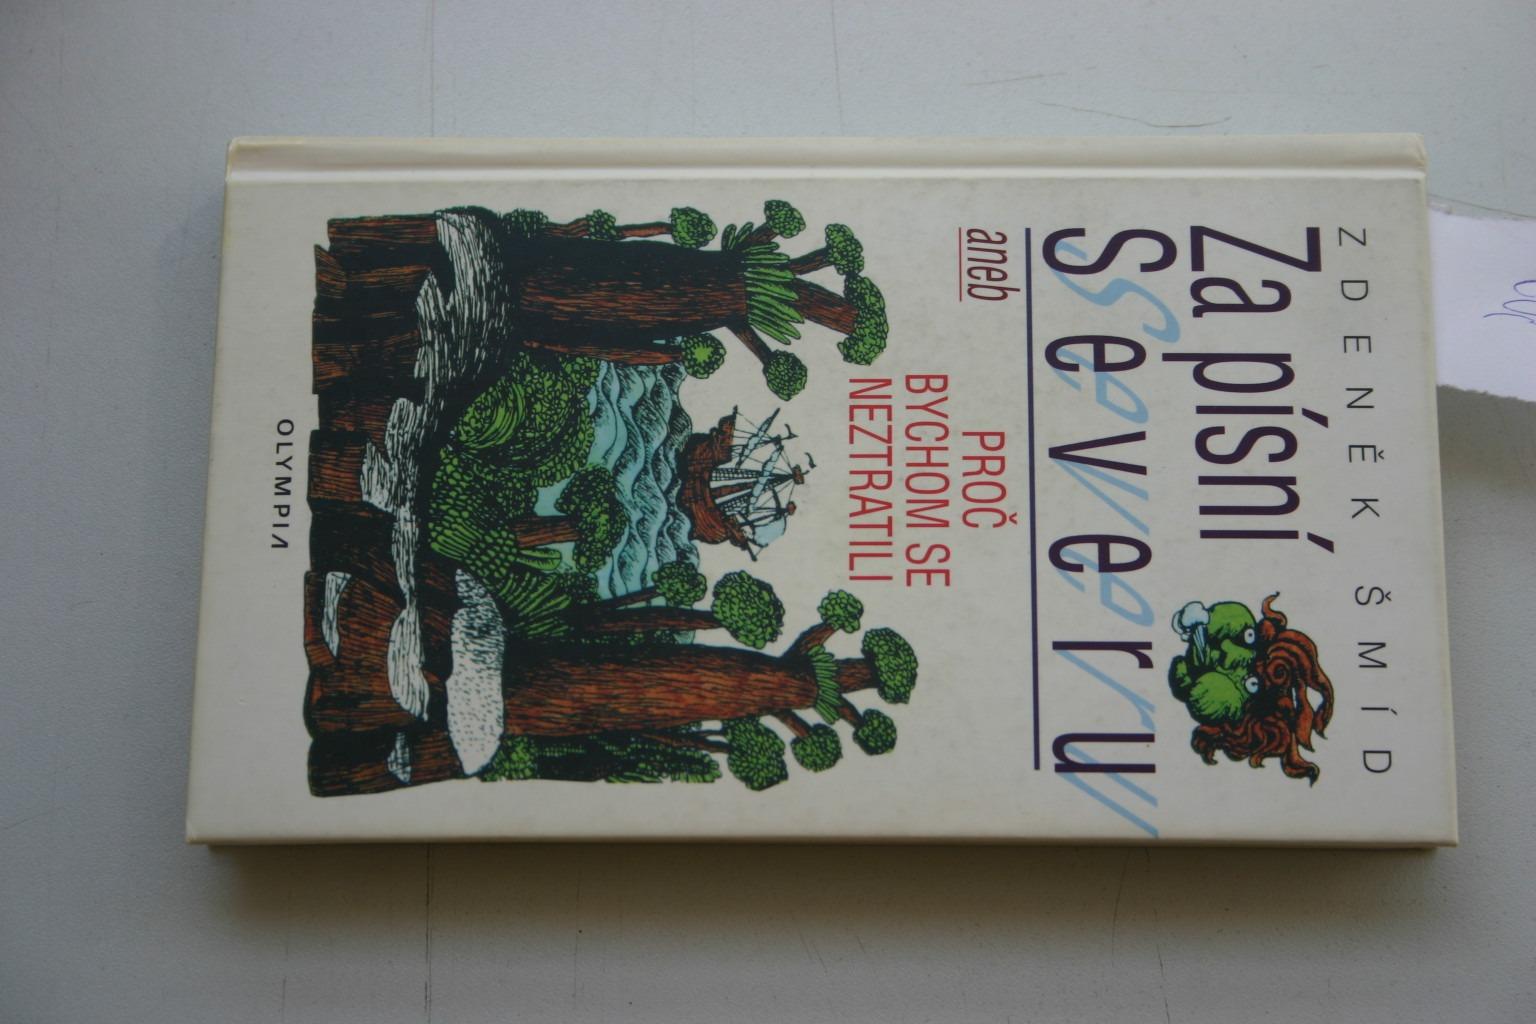 ZDENĚK ŠMÍD
Za písní
Severu
aneb
PROČ
BYCHOM SE
NEZTRATILI
OLYMPIA